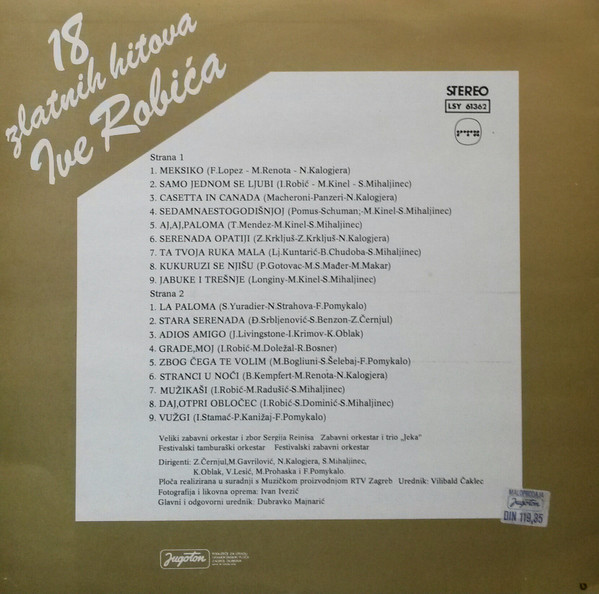 18
zlatnih hitova
Ive Robića
STEREO
LSY 61362
Strana 1
1. MEKSIKO (F.Lopez - M.Renota - N.Kalogjera)
2. SAMO JEDNOM SE LJUBI (I.Robić - M.Kinel - S.Mihaljinec)
3. CASETTA IN CANADA (Macheroni-Panzeri-N.Kalogjera)
4. SEDAMNAESTOGODIŠNJOJ (Pomus-Schuman;-M.Kinel-S.Mihaljinec)
5. AJ,AJ,PALOMA (T.Mendez-M.Kinel-S.Mihaljinec)
6. SERENADA OPATIJI (Z.Krkljuš-Z.Krkljuš-N.Kalogjera)
7. TA TVOJA RUKA MALA (Lj.Kuntarić-B.Chudoba-S.Mihaljinec)
8. KUKURUZI SE NJIŠU (P.Gotovac-M.S.Mađer-M.Makar)
9. JABUKE I TREŠNJE (Longiny-M.Kinel-S.Mihaljinec)
Strana 2
1. LA PALOMA (S.Yuradier-N.Strahova-F.Pomykalo)
2. STARA SERENADA (D.Srbljenović-S.Benzon-Z.Černjul)
3. ADIOS AMIGO (J.Livingstone-I.Krimov-K.Oblak)
4. GRADE,MOJ (I.Robić-M.Doležal-R.Bosner)
5. ZBOG ČEGA TE VOLIM (M.Bogliuni-S.Šelebaj-F.Pomykalo)
6. STRANCI U NOĆI (B.Kempfert-M.Renota-N.Kalogjera)
7. MUŽIKAŠI (I.Robić-M.Radušić-S.Mihaljinec)
8. DAJ,OTPRI OBLOČEC (I.Robić-S.Dominić-S.Mihaljinec)
9. VUŽGI (I.Stamać-P.Kanižaj-F.Pomykalo)
Veliki zabavni orkestar i zbor Sergija Reinisa Zabavni orkestar i trio „Jeka"
Festivalski tamburaški orkestar Festivalski zabavni orkestar
Dirigenti: Z.Černjul,M.Gavrilović, N.Kalogjera, S.Mihaljinec,
K.Oblak, V.Lesić, M.Prohaska i F.Pomykalo.
Ploča realizirana u suradnji s Muzičkom proizvodnjom RTV Zagreb Urednik: Vilibald Čaklec
Fotografija i likovna oprema: Ivan Ivezić
Glavni i odgovorni urednik: Dubravko Majnarić
MALOPRODAJA
Jugoton
DIN 119,35
Jugoton